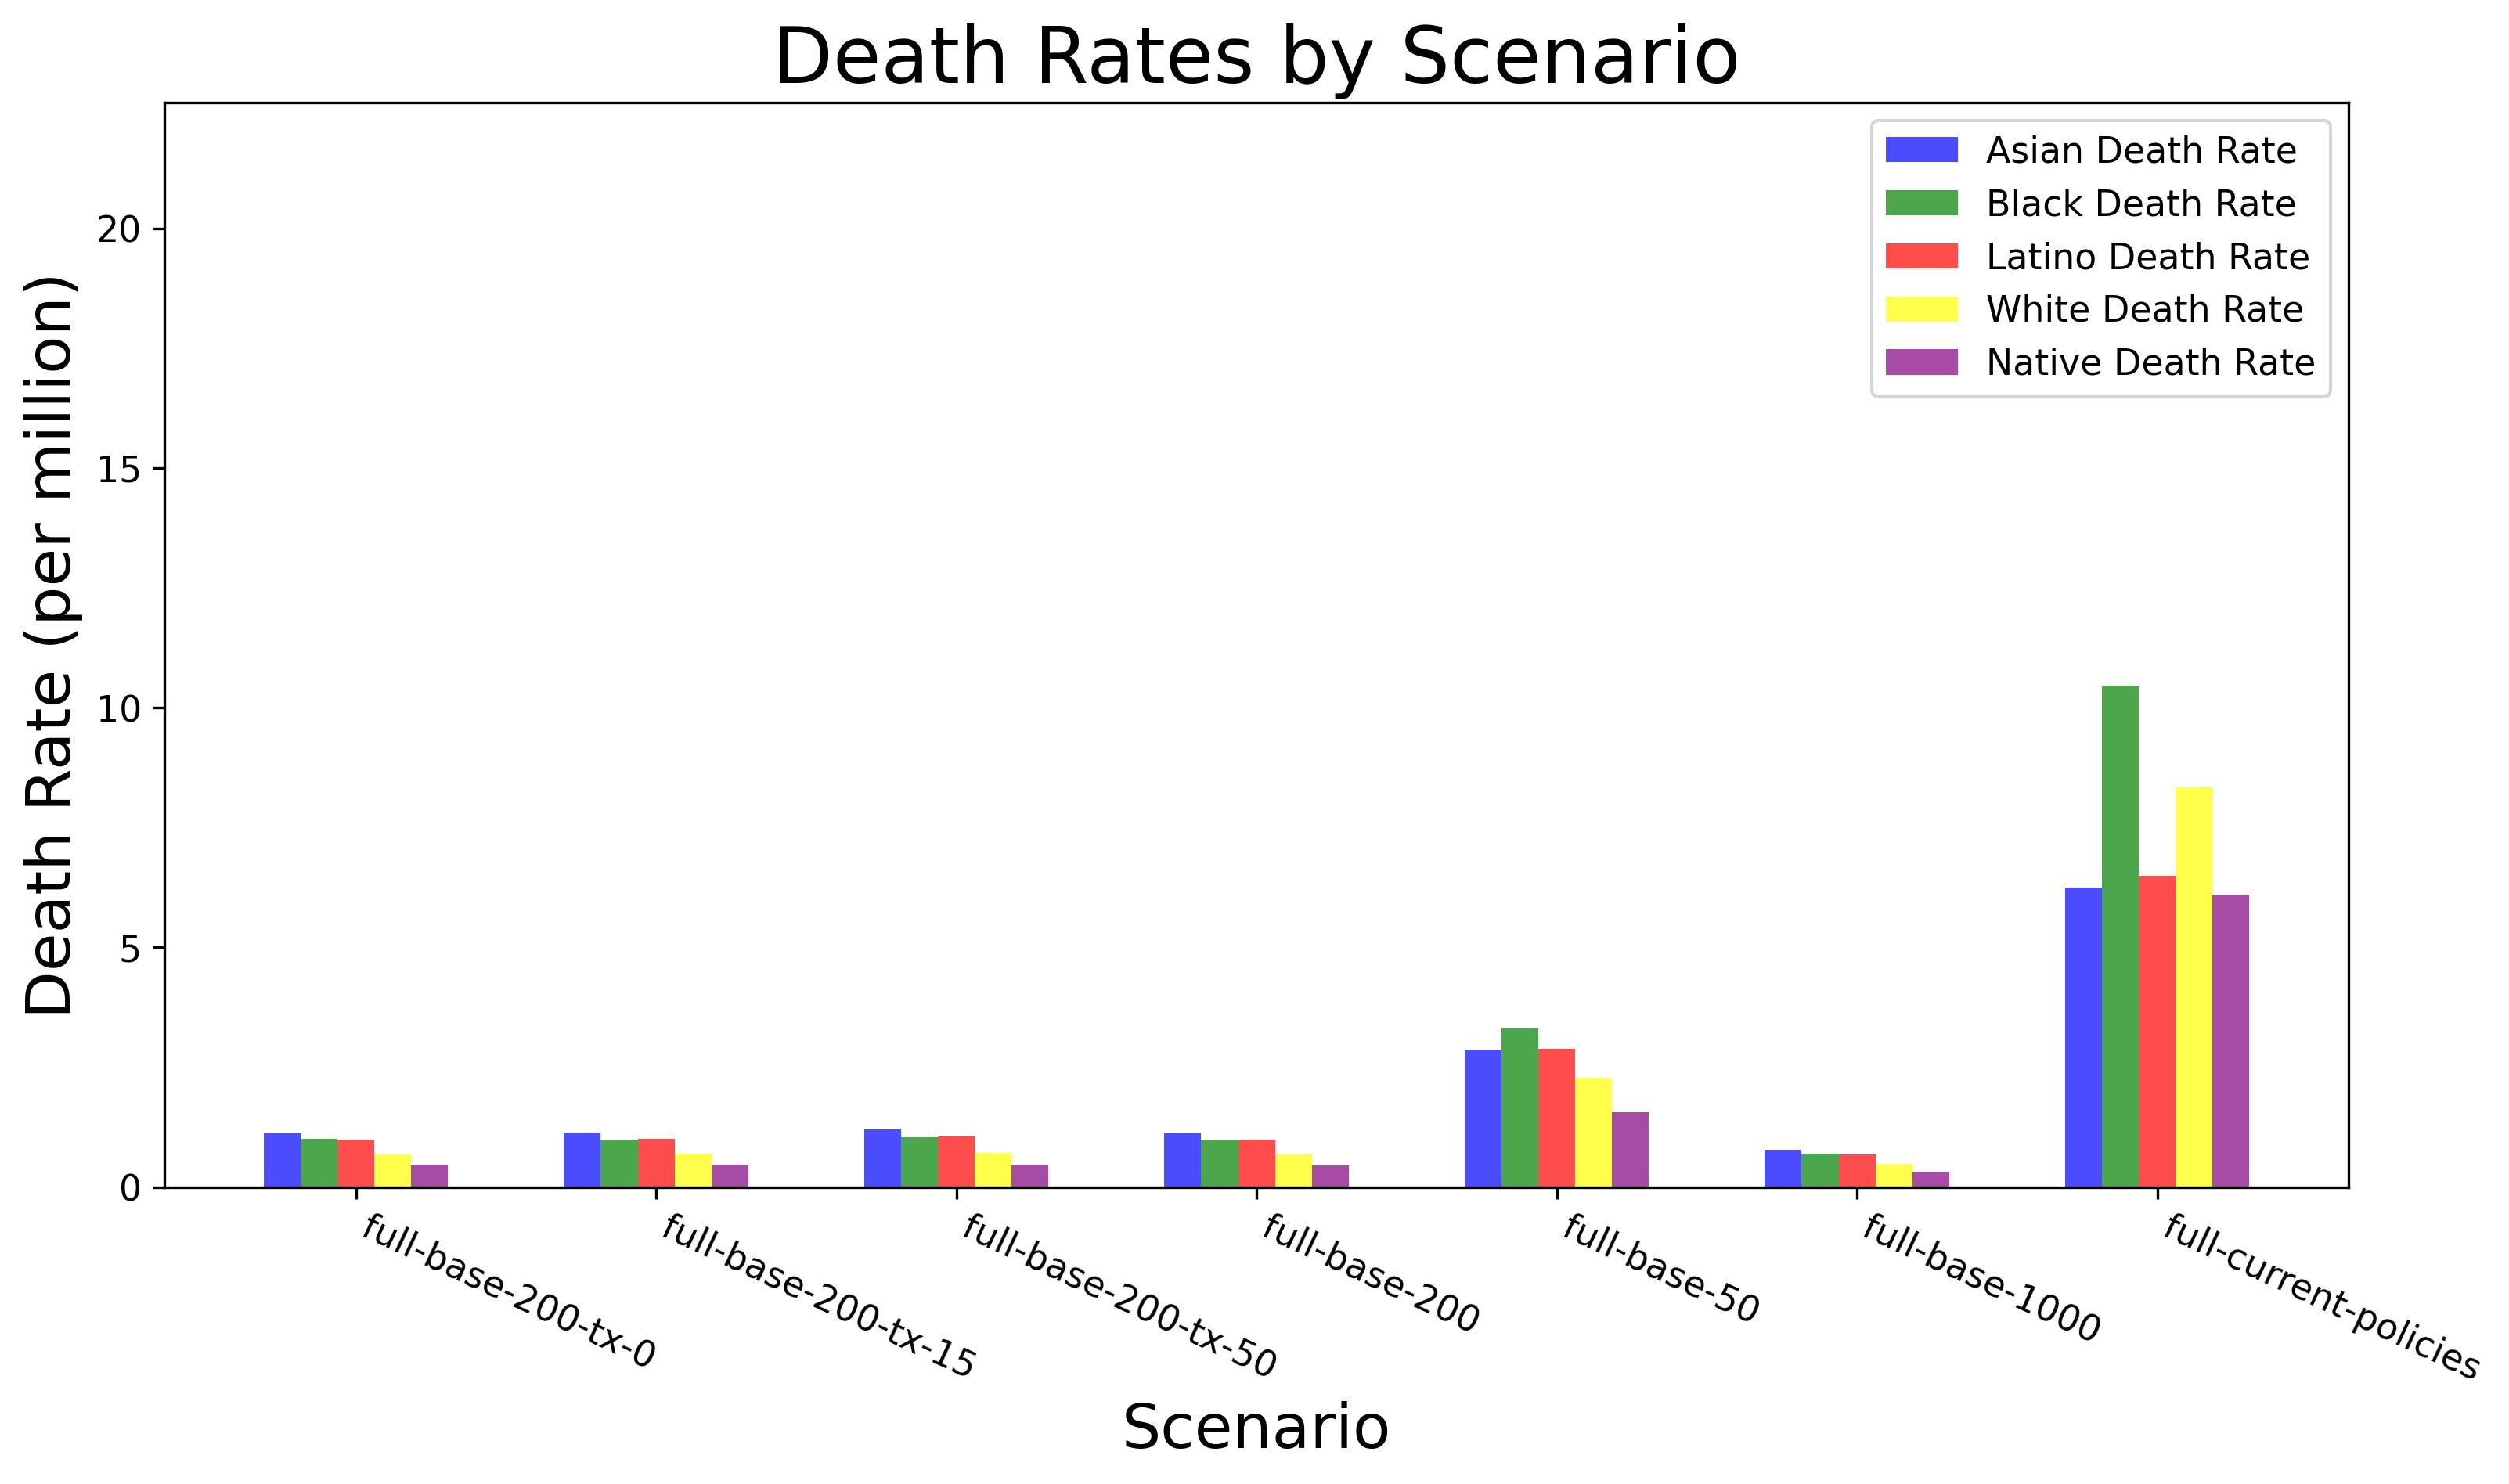 Death Rates by Scenario
Asian Death Rate
Black Death Rate
Latino Death Rate
White Death Rate
Native Death Rate
Death Rate (per million)
20
15
10
5
0
full-base-200-tx-0
full-base-200-tx-15
full-base-200-tx-50
full-base-200
full-base-50
full-base-1000
full-current-policies
Scenario